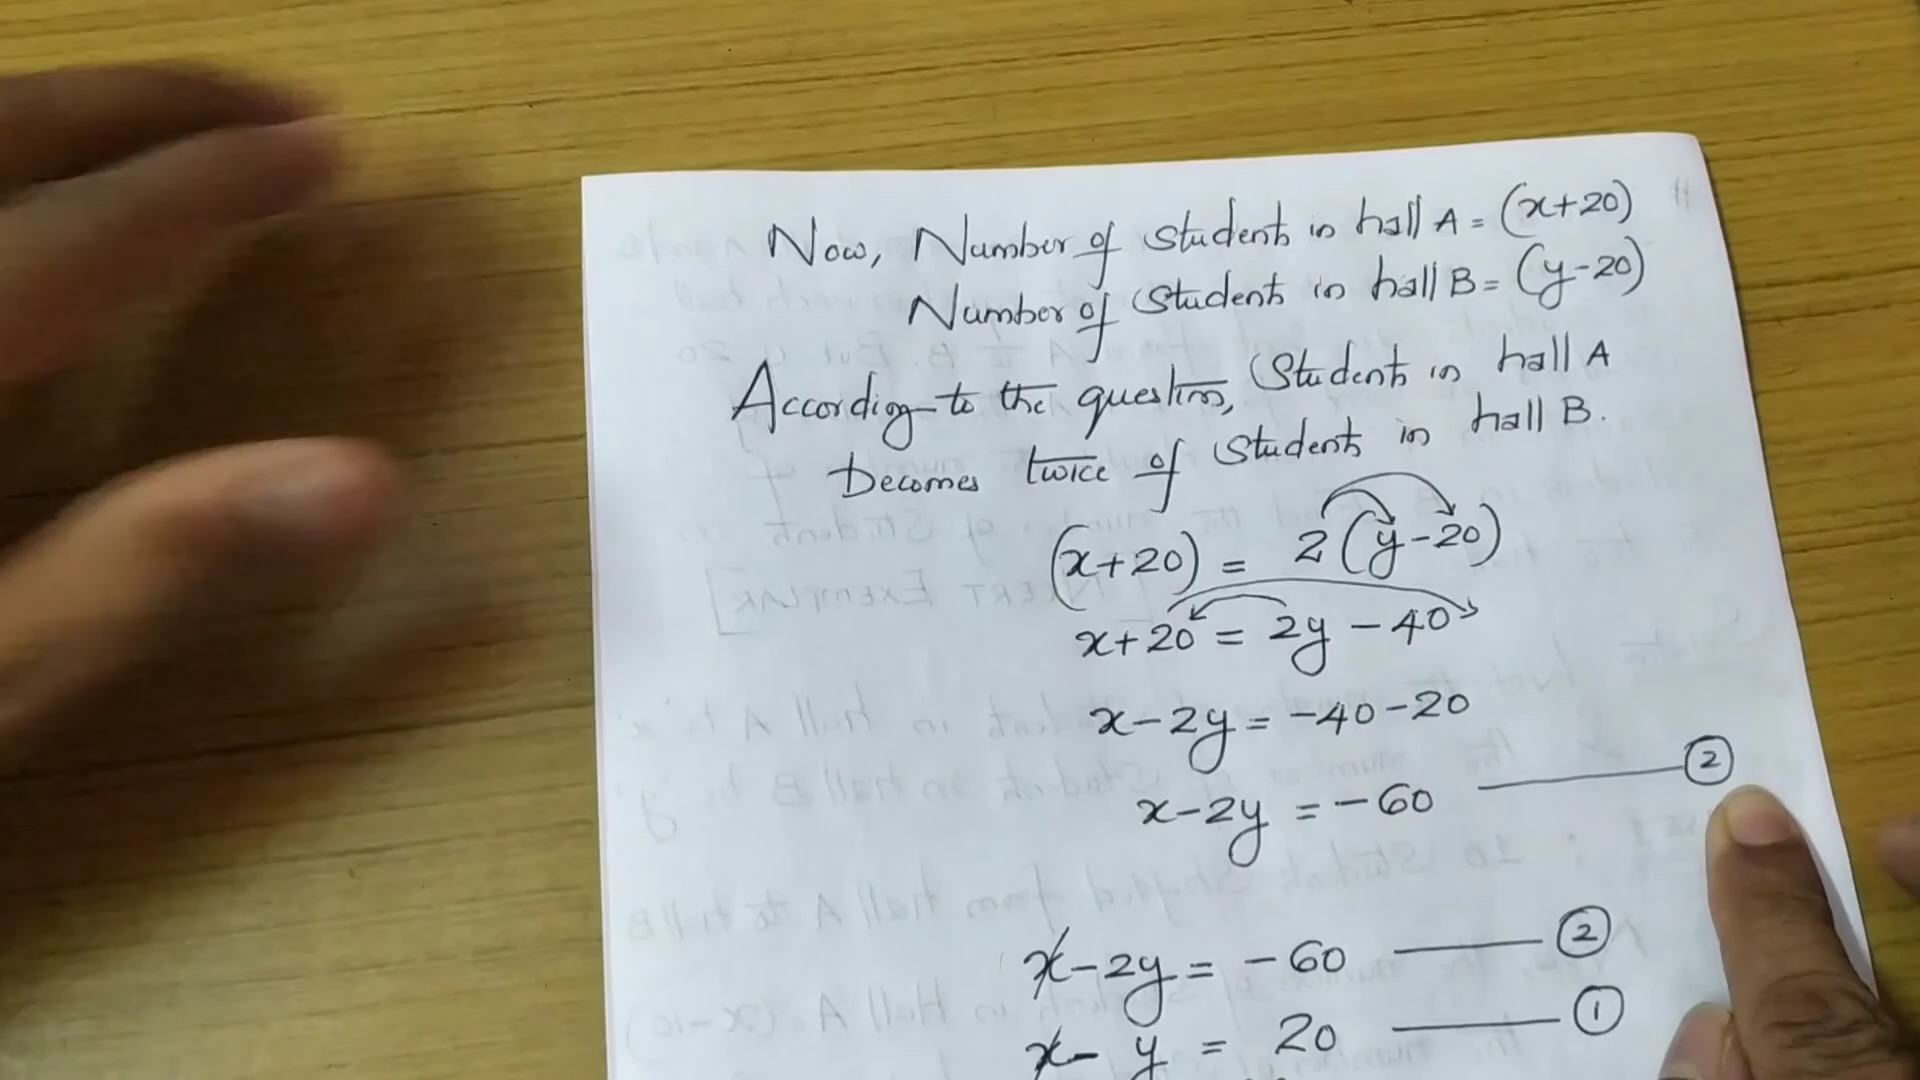 Now, Number of students in hall A = (x+20)
Number of students in hall B = (y-20)
According to the question, students in hall A
becomes twice of students in hall B.
(x+20) = 2(y-20)
x+20 = 2y - 40
x-2y = -40-20
x-2y = -60 —— ②
x-2y = -60 —— ②
x- y = 20 —— ①